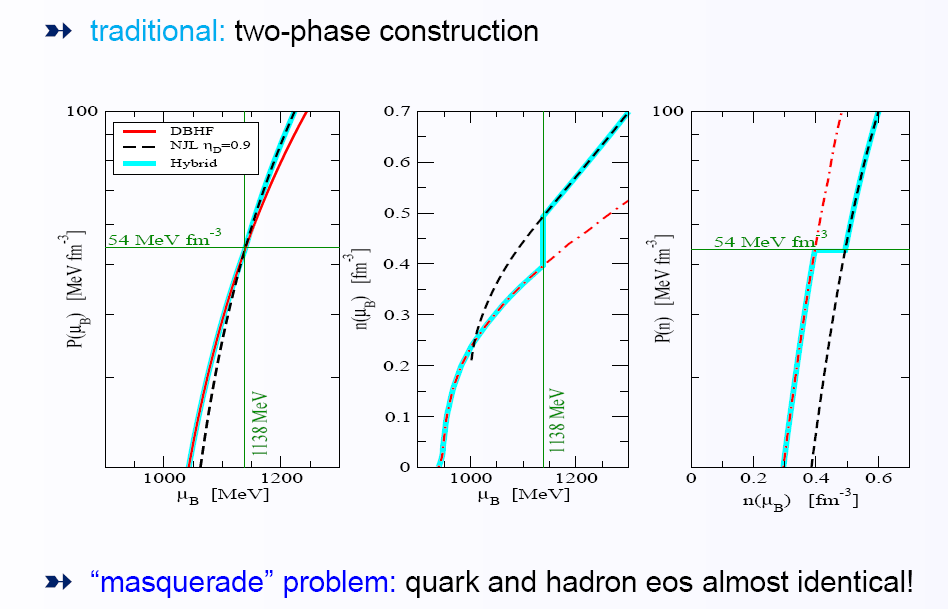 traditional: two-phase construction
100
DBHF
NJL η_D=0.9
Hybrid
54 MeV fm⁻³
P(μ_B) [MeV fm⁻³]
1138 MeV
1000
1200
μ_B [MeV]
0.7
0.6
0.5
0.4
0.3
0.2
0.1
0
n(μ_B) [fm⁻³]
1138 MeV
1000
1200
μ_B [MeV]
100
54 MeV fm⁻³
P(n) [MeV fm⁻³]
0
0.2
0.4
0.6
n(μ_B) [fm⁻³]
“masquerade” problem: quark and hadron eos almost identical!